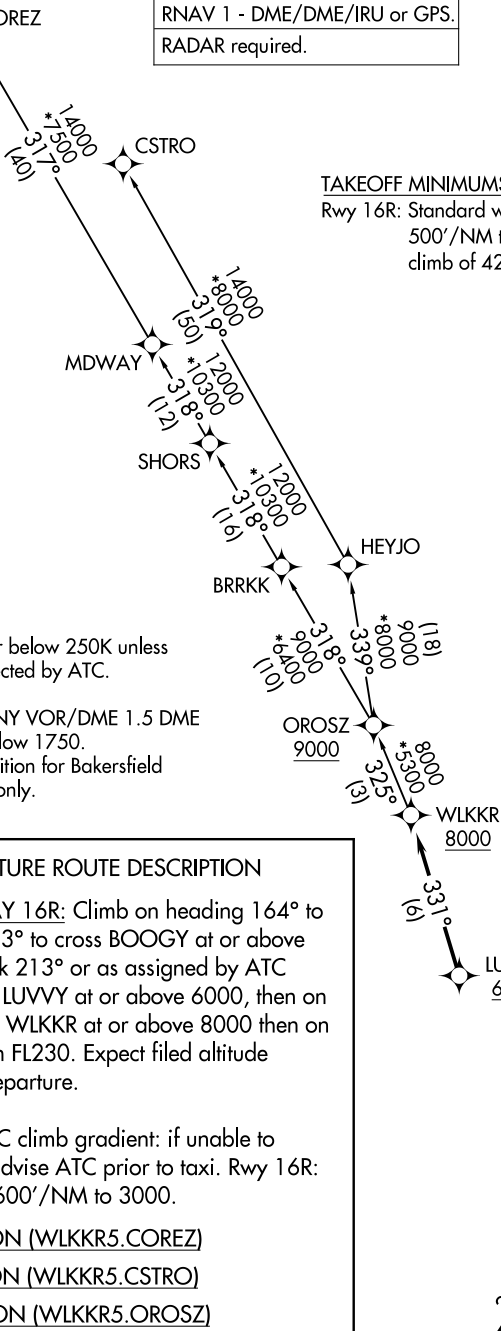 OREZ
RNAV 1 - DME/DME/IRU or GPS.
RADAR required.
14000
*7500
317°
(40)
CSTRO
TAKEOFF MINIMUMS
Rwy 16R: Standard w
500'/NM t
climb of 42
14000
*8000
319°
(50)
MDWAY
12000
*10300
318°
(12)
SHORS
12000
*10300
318°
(16)
HEYJO
BRRKK
r below 250K unless
cted by ATC.
9000
*6400
318°
(10)
(18)
9000
*8000
339°
NY VOR/DME 1.5 DME
low 1750.
ition for Bakersfield
only.
OROSZ
9000
8000
*5300
325°
(3)
WLKKR
8000
331°
(6)
LU
6
TURE ROUTE DESCRIPTION
AY 16R: Climb on heading 164° to
3° to cross BOOGY at or above
k 213° or as assigned by ATC
LUVVY at or above 6000, then on
WLKKR at or above 8000 then on
n FL230. Expect filed altitude
eparture.
C climb gradient: if unable to
dvise ATC prior to taxi. Rwy 16R:
600'/NM to 3000.
ON (WLKKR5.COREZ)
ON (WLKKR5.CSTRO)
ON (WLKKR5.OROSZ)